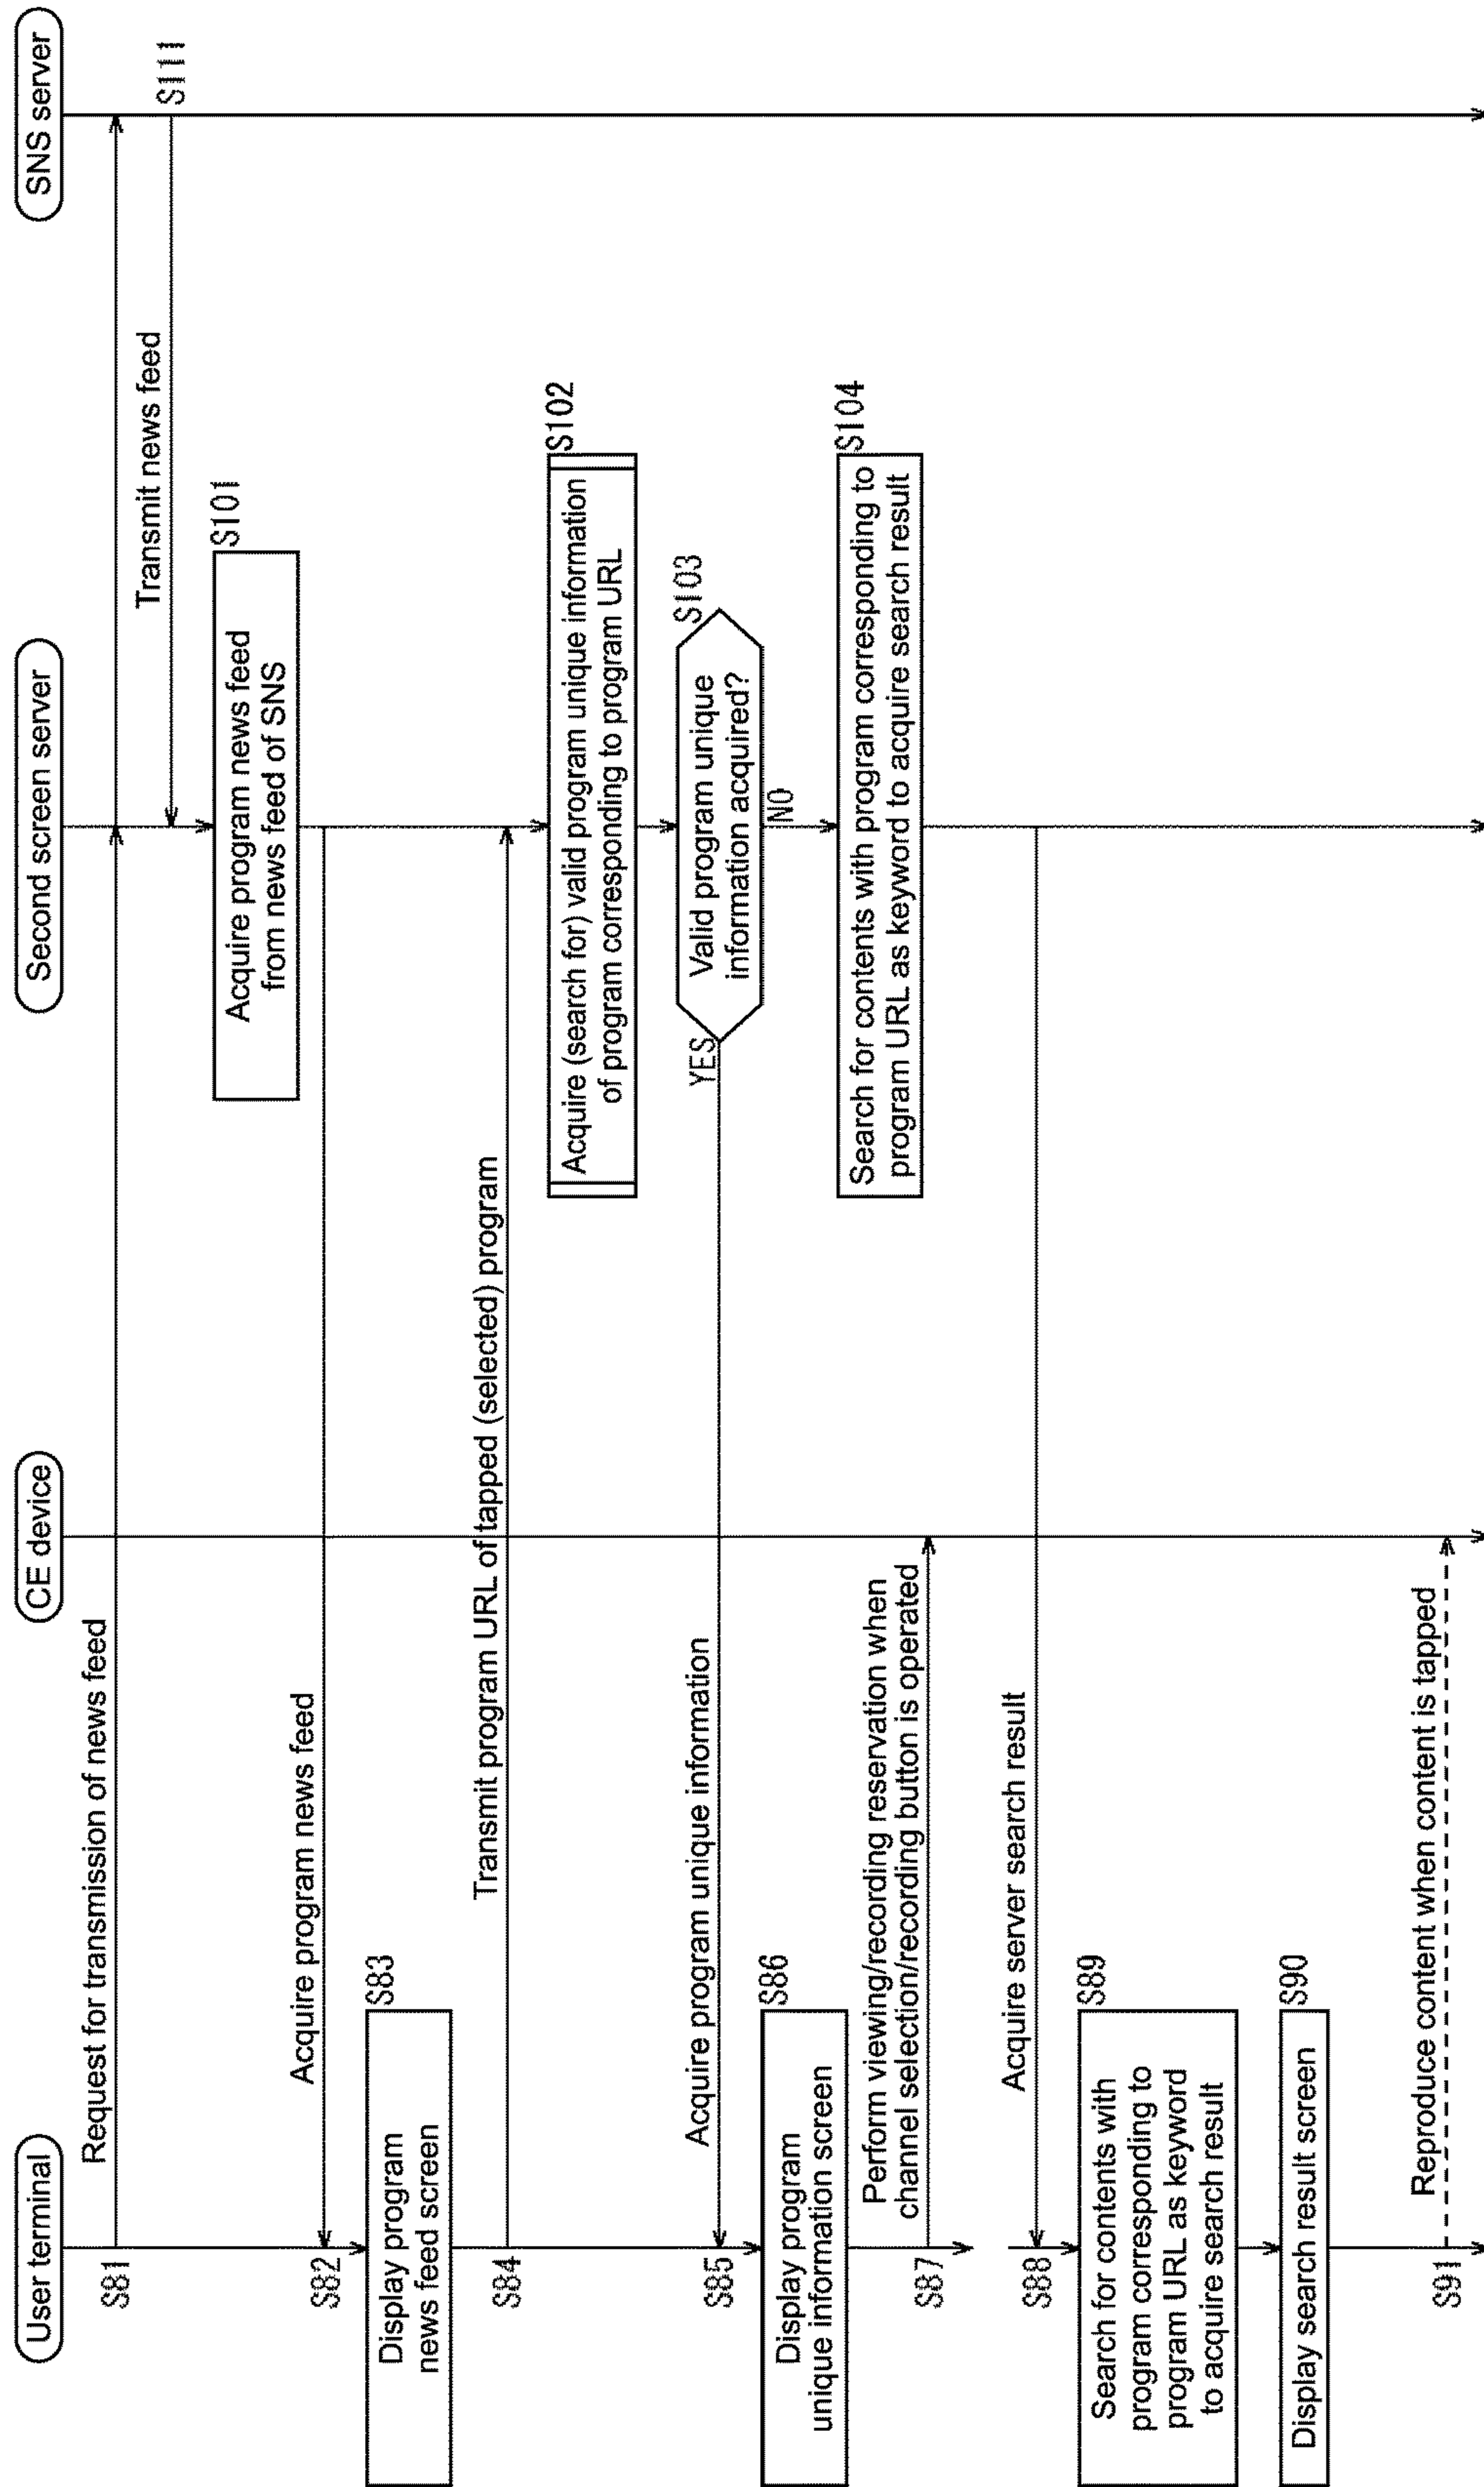 User terminal
CE device
Second screen server
SNS server
S81
Request for transmission of news feed
Transmit news feed
S111
S101
Acquire program news feed
from news feed of SNS
S82
Acquire program news feed
S83
Display program
news feed screen
S84
Transmit program URL of tapped (selected) program
S102
Acquire (search for) valid program unique information
of program corresponding to program URL
S103
Valid program unique
information acquired?
YES
NO
S85
Acquire program unique information
S86
Display program
unique information screen
S104
Search for contents with program corresponding to
program URL as keyword to acquire search result
S87
Perform viewing/recording reservation when
channel selection/recording button is operated
S88
Acquire server search result
S89
Search for contents with
program corresponding to
program URL as keyword
to acquire search result
S90
Display search result screen
S91
Reproduce content when content is tapped